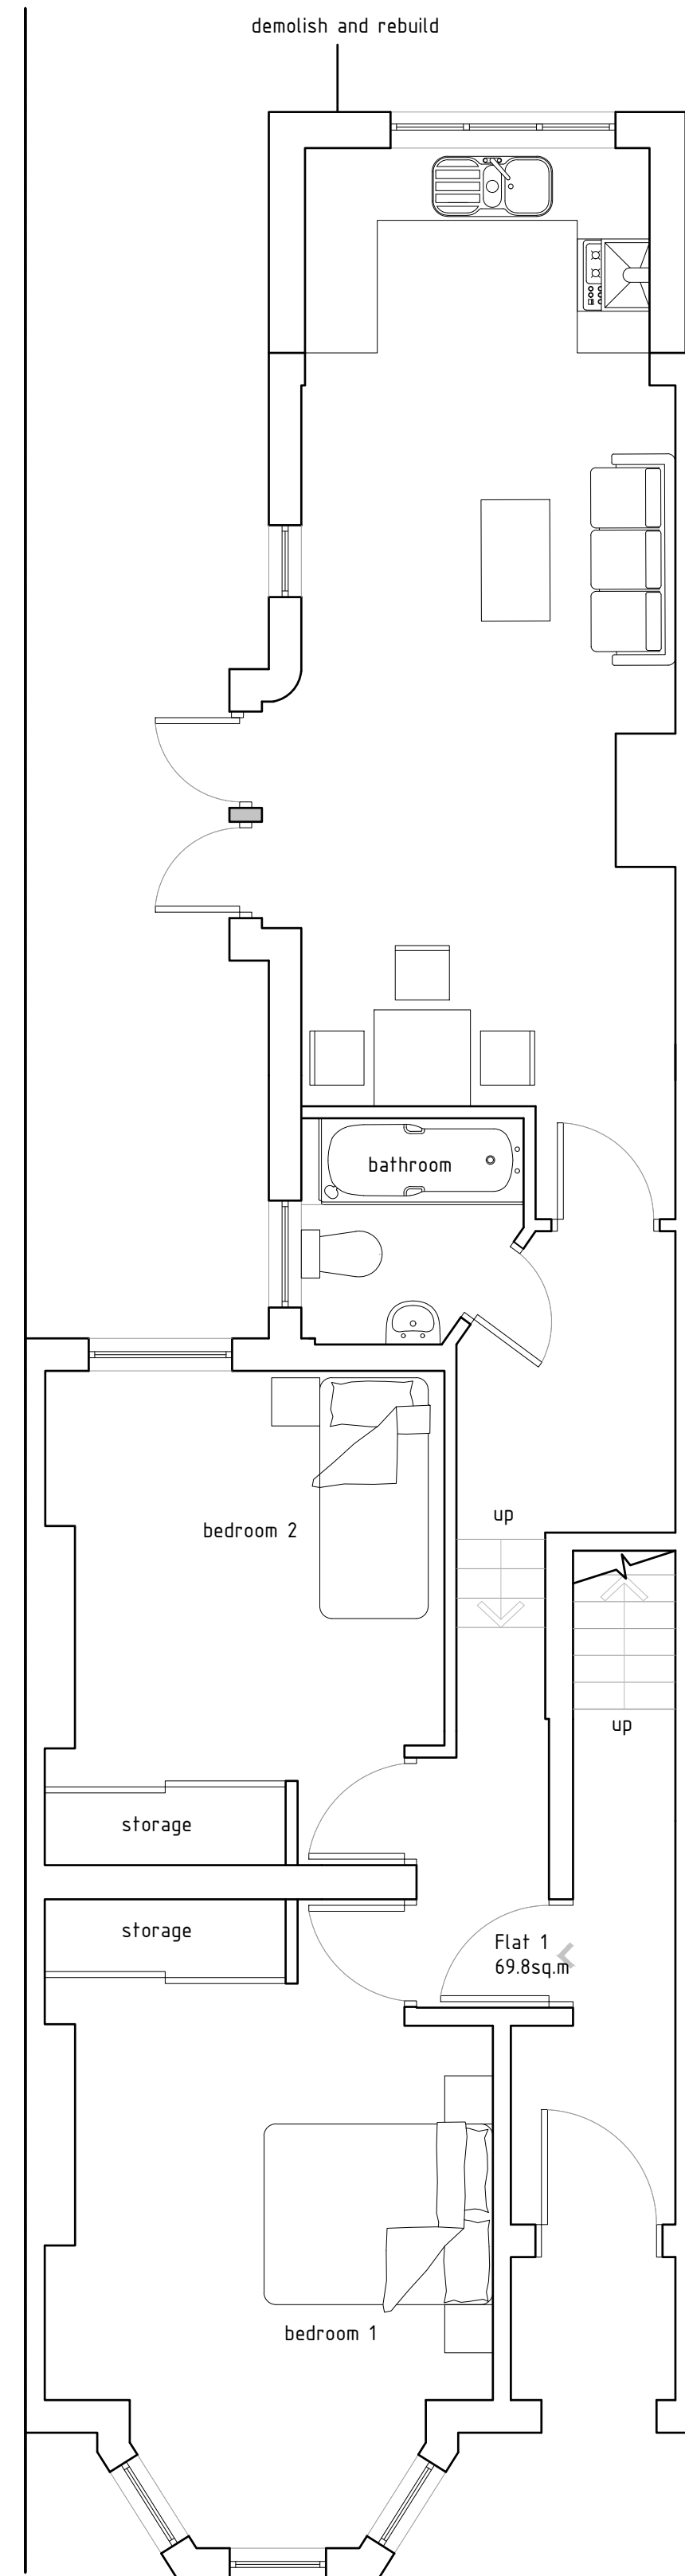 demolish and rebuild
bathroom
up
bedroom 2
up
storage
storage
Flat 1
69.8sq.m
bedroom 1